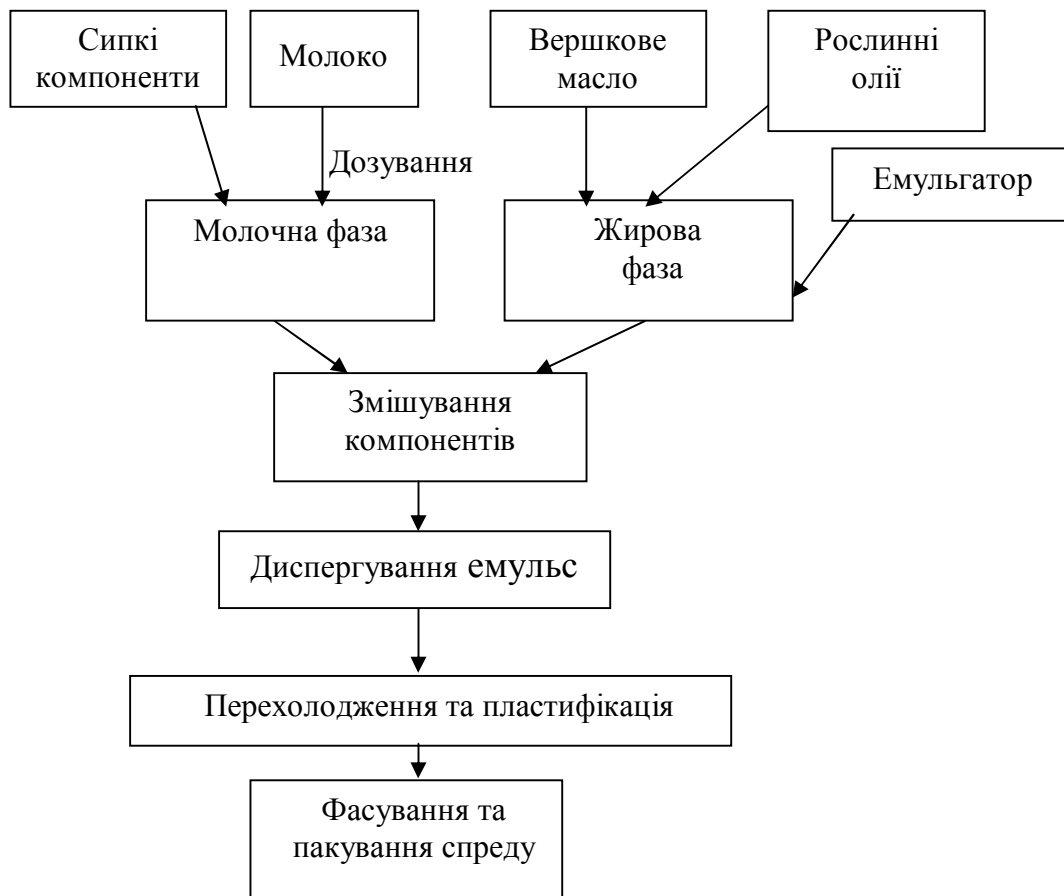 Сипкі
компоненти
Молоко
Вершкове
масло
Рослинні
олії
Дозування
Емульгатор
Молочна фаза
Жирова
фаза
Змішування
компонентів
Диспергування емульс
Перехолодження та пластифікація
Фасування та
пакування спреду